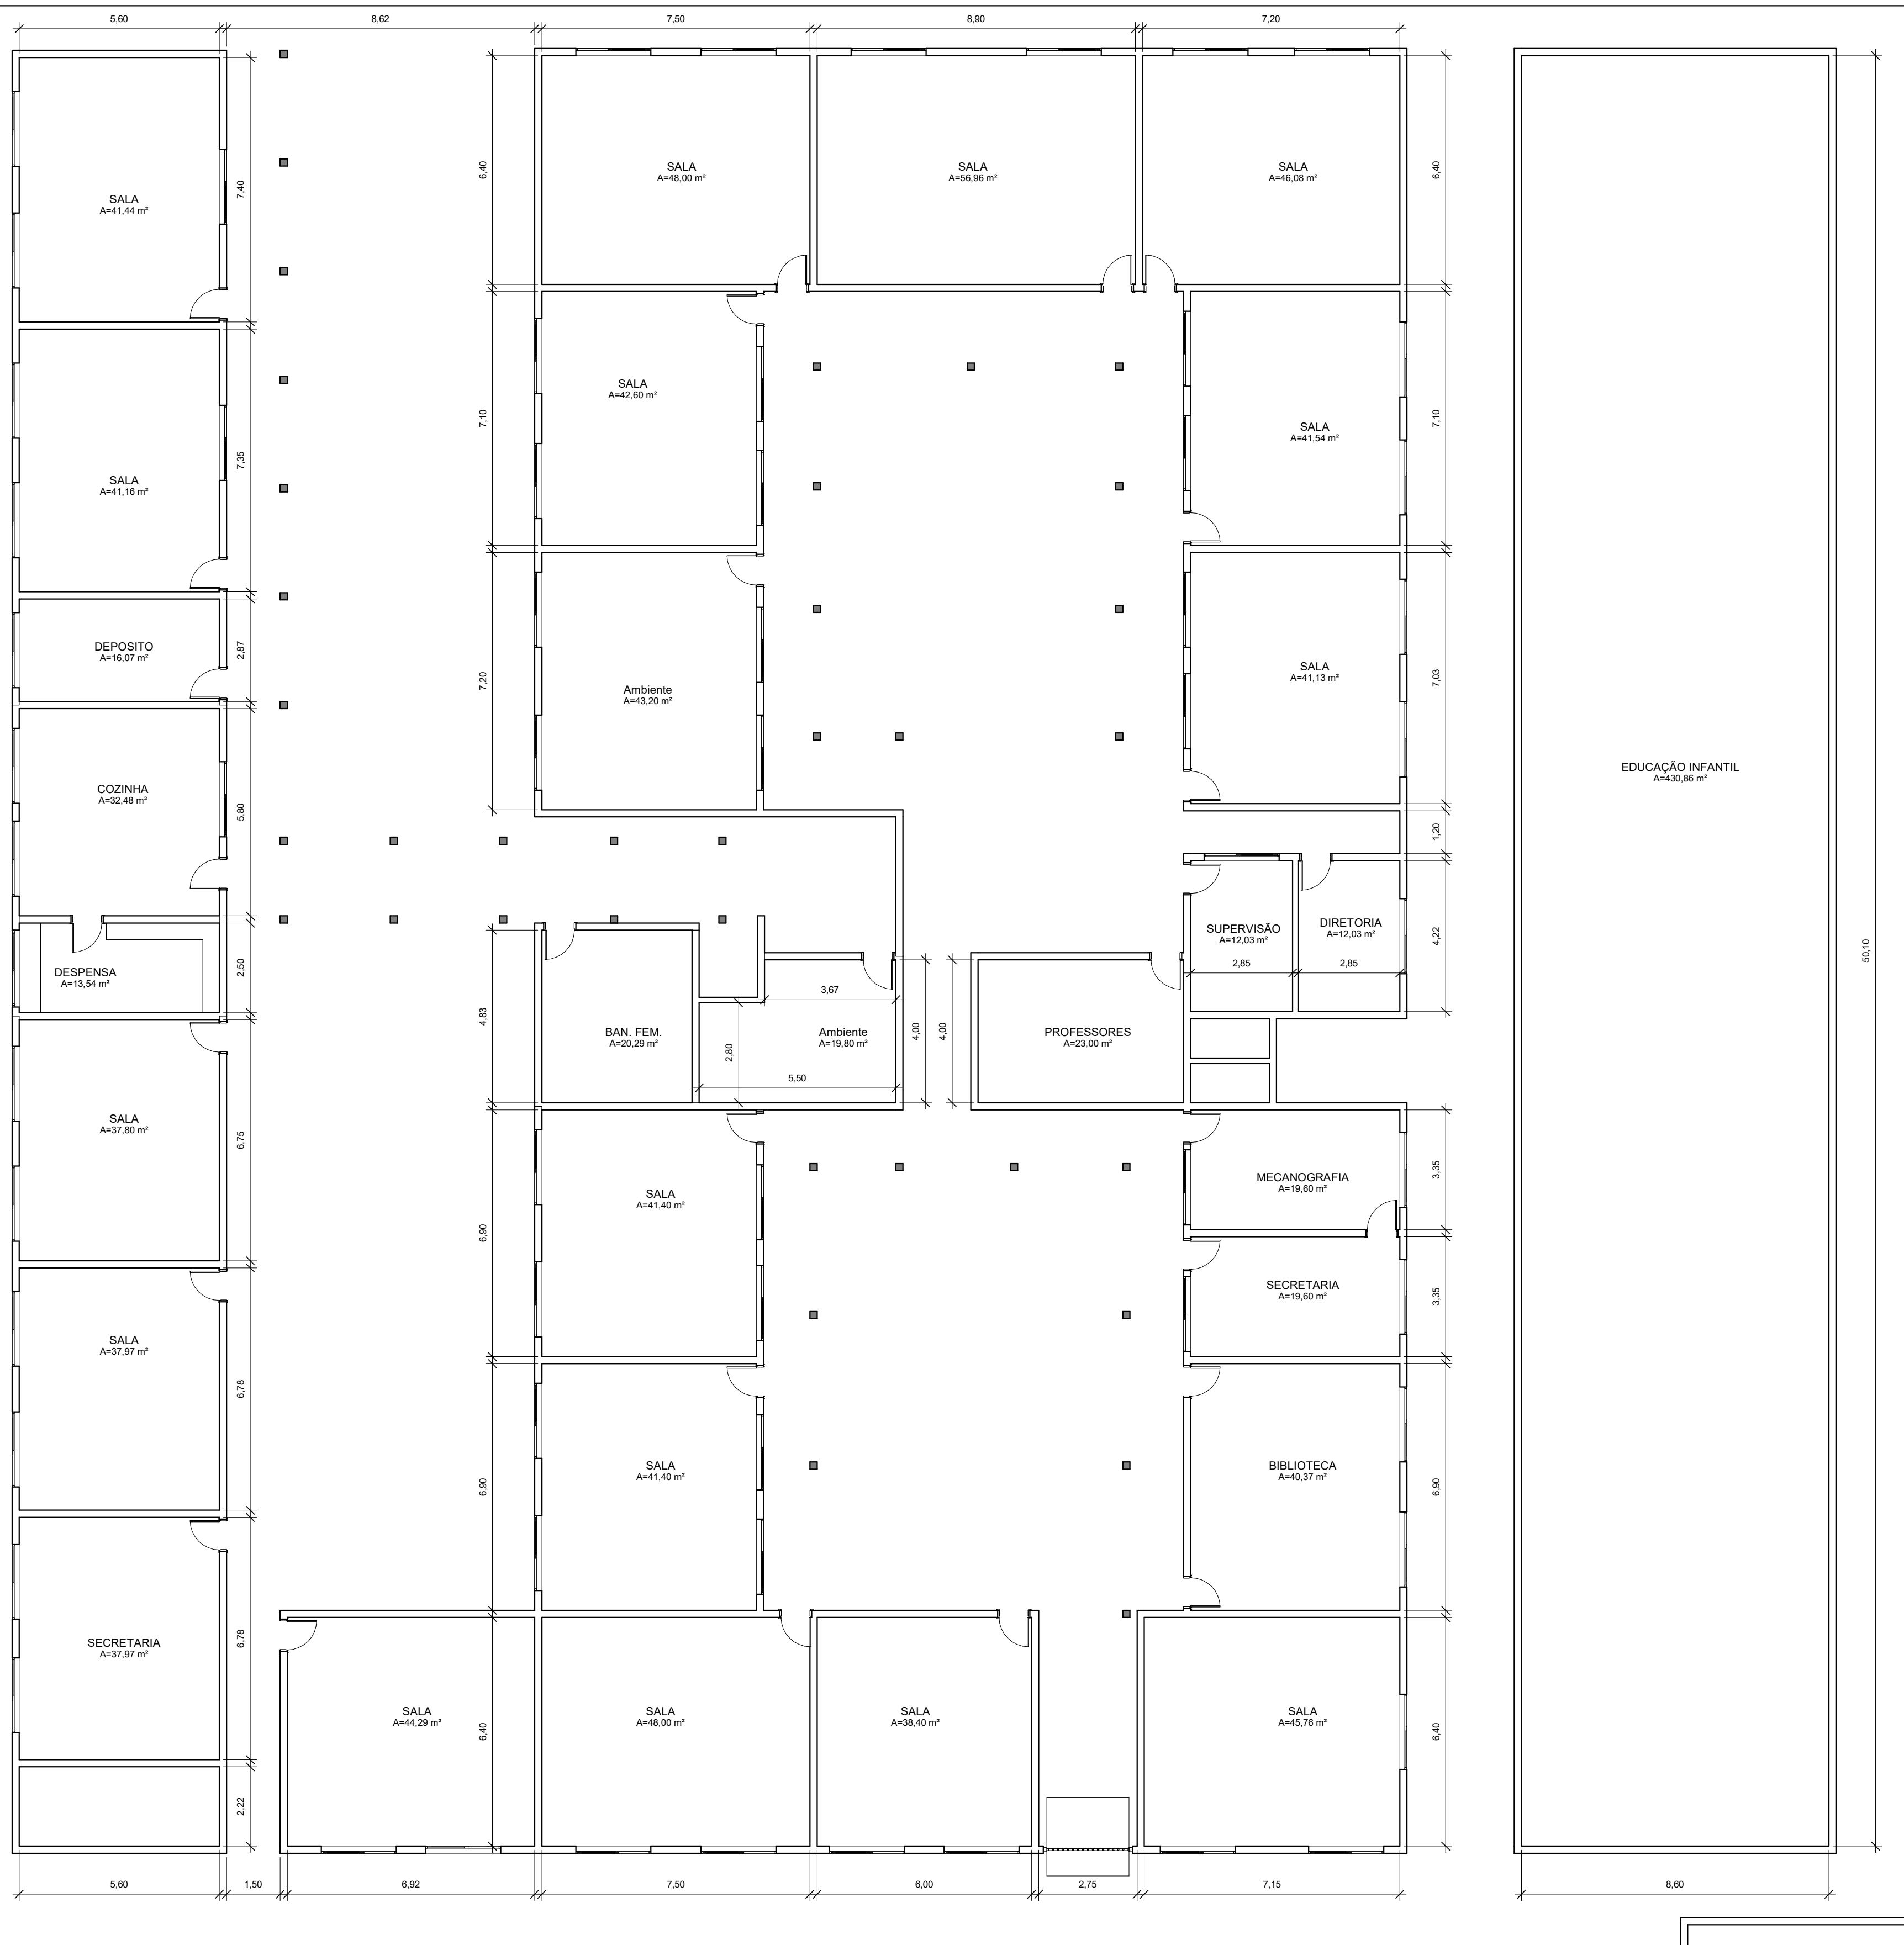 5,60
8,62
7,50
8,90
7,20
SALA
A=41,44 m²
7,40
6,40
SALA
A=48,00 m²
SALA
A=56,96 m²
SALA
A=46,08 m²
6,40
SALA
A=41,16 m²
7,35
7,10
SALA
A=42,60 m²
SALA
A=41,54 m²
7,10
DEPOSITO
A=16,07 m²
2,87
7,20
Ambiente
A=43,20 m²
SALA
A=41,13 m²
7,03
EDUCAÇÃO INFANTIL
A=430,86 m²
50,10
COZINHA
A=32,48 m²
5,80
1,20
DESPENSA
A=13,54 m²
2,50
SUPERVISÃO
A=12,03 m²
DIRETORIA
A=12,03 m²
2,85
2,85
4,22
4,83
BAN. FEM.
A=20,29 m²
3,67
2,80
Ambiente
A=19,80 m²
5,50
4,00
4,00
PROFESSORES
A=23,00 m²
SALA
A=37,80 m²
6,75
6,90
SALA
A=41,40 m²
MECANOGRAFIA
A=19,60 m²
3,35
SECRETARIA
A=19,60 m²
3,35
SALA
A=37,97 m²
6,78
6,90
SALA
A=41,40 m²
BIBLIOTECA
A=40,37 m²
6,90
SECRETARIA
A=37,97 m²
6,78
SALA
A=44,29 m²
6,40
SALA
A=48,00 m²
SALA
A=38,40 m²
SALA
A=45,76 m²
6,40
2,22
5,60
1,50
6,92
7,50
6,00
2,75
7,15
8,60